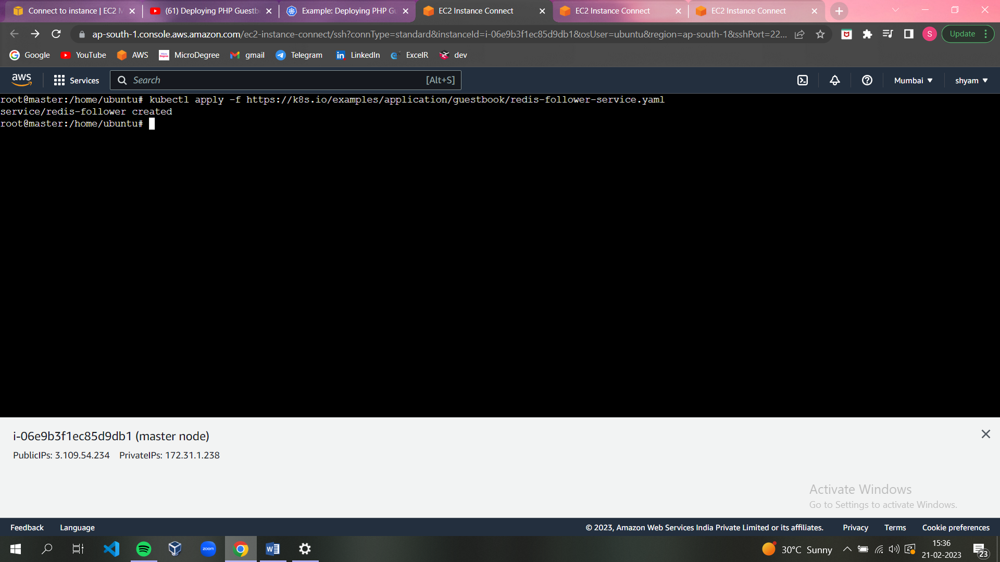 Connect to instance | EC2 M
(61) Deploying PHP Guestb
Example: Deploying PHP Gu
EC2 Instance Connect
EC2 Instance Connect
EC2 Instance Connect
ap-south-1.console.aws.amazon.com/ec2-instance-connect/ssh?connType=standard&instanceId=i-06e9b3f1ec85d9db1&osUser=ubuntu&region=ap-south-1&sshPort=22...
S
Update
Google
YouTube
AWS
MicroDegree
gmail
Telegram
LinkedIn
ExcelR
dev
aws
Services
Search
[Alt+S]
Mumbai
shyam
root@master:/home/ubuntu# kubectl apply -f https://k8s.io/examples/application/guestbook/redis-follower-service.yaml
service/redis-follower created
root@master:/home/ubuntu#
i-06e9b3f1ec85d9db1 (master node)
PublicIPs: 3.109.54.234 PrivateIPs: 172.31.1.238
Activate Windows
Go to Settings to activate Windows.
Feedback
Language
© 2023, Amazon Web Services India Private Limited or its affiliates.
Privacy
Terms
Cookie preferences
zoom
30°C Sunny
15:36
21-02-2023
23